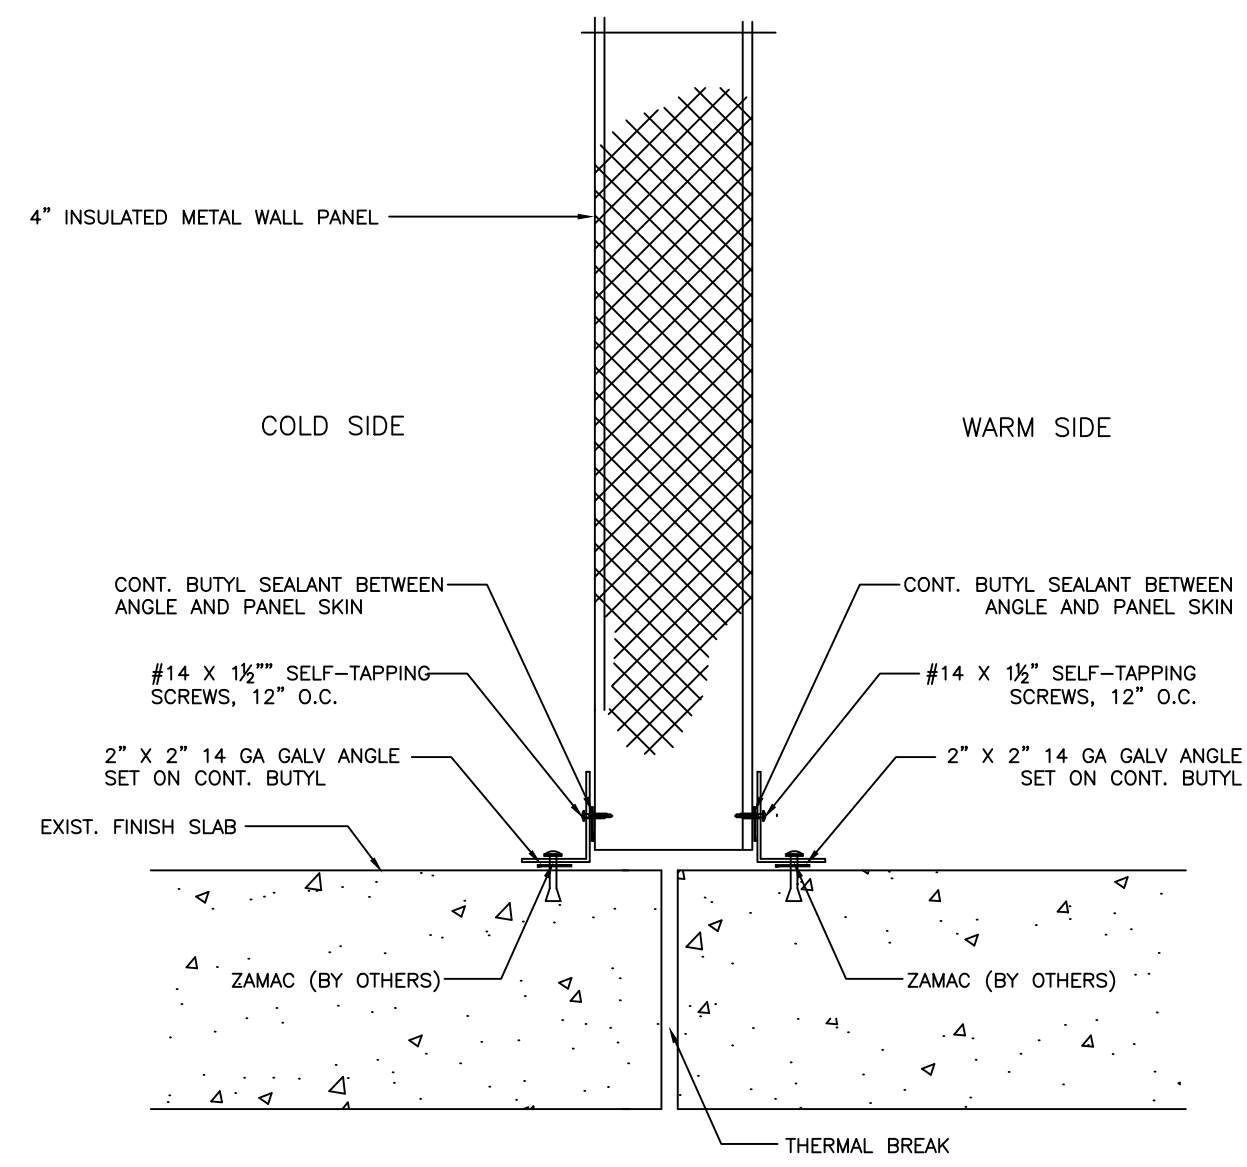 4” INSULATED METAL WALL PANEL
COLD SIDE
WARM SIDE
CONT. BUTYL SEALANT BETWEEN
ANGLE AND PANEL SKIN
CONT. BUTYL SEALANT BETWEEN
ANGLE AND PANEL SKIN
#14 X 1½”” SELF-TAPPING
SCREWS, 12” O.C.
#14 X 1½” SELF-TAPPING
SCREWS, 12” O.C.
2” X 2” 14 GA GALV ANGLE
SET ON CONT. BUTYL
2” X 2” 14 GA GALV ANGLE
SET ON CONT. BUTYL
EXIST. FINISH SLAB
ZAMAC (BY OTHERS)
ZAMAC (BY OTHERS)
THERMAL BREAK